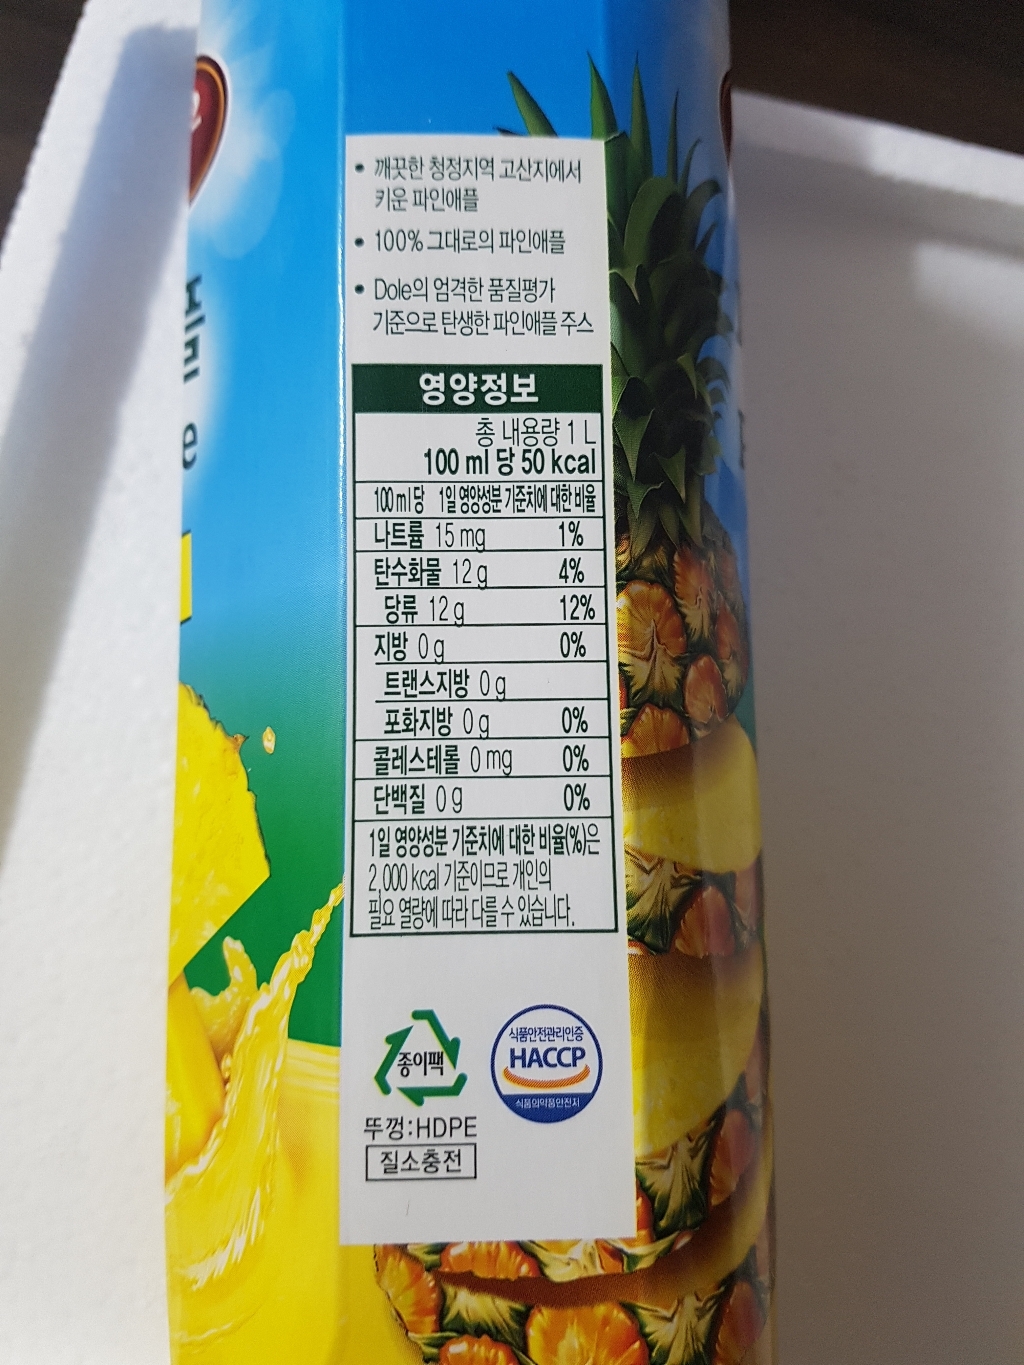 • 깨끗한 청정지역 고산지에서
키운 파인애플
• 100% 그대로의 파인애플
• Dole의 엄격한 품질평가
기준으로 탄생한 파인애플 주스
영양정보
총 내용량 1 L
100 ml 당 50 kcal
100 ml당 1일 영양성분 기준치에 대한 비율
나트륨 15 mg 1%
탄수화물 12 g 4%
당류 12 g 12%
지방 0 g 0%
트랜스지방 0 g
포화지방 0 g 0%
콜레스테롤 0 mg 0%
단백질 0 g 0%
1일 영양성분 기준치에 대한 비율(%)은
2,000 kcal 기준이므로 개인의
필요 열량에 따라 다를 수 있습니다.
종이팩
식품안전관리인증
HACCP
식품의약품안전처
뚜껑:HDPE
질소충전